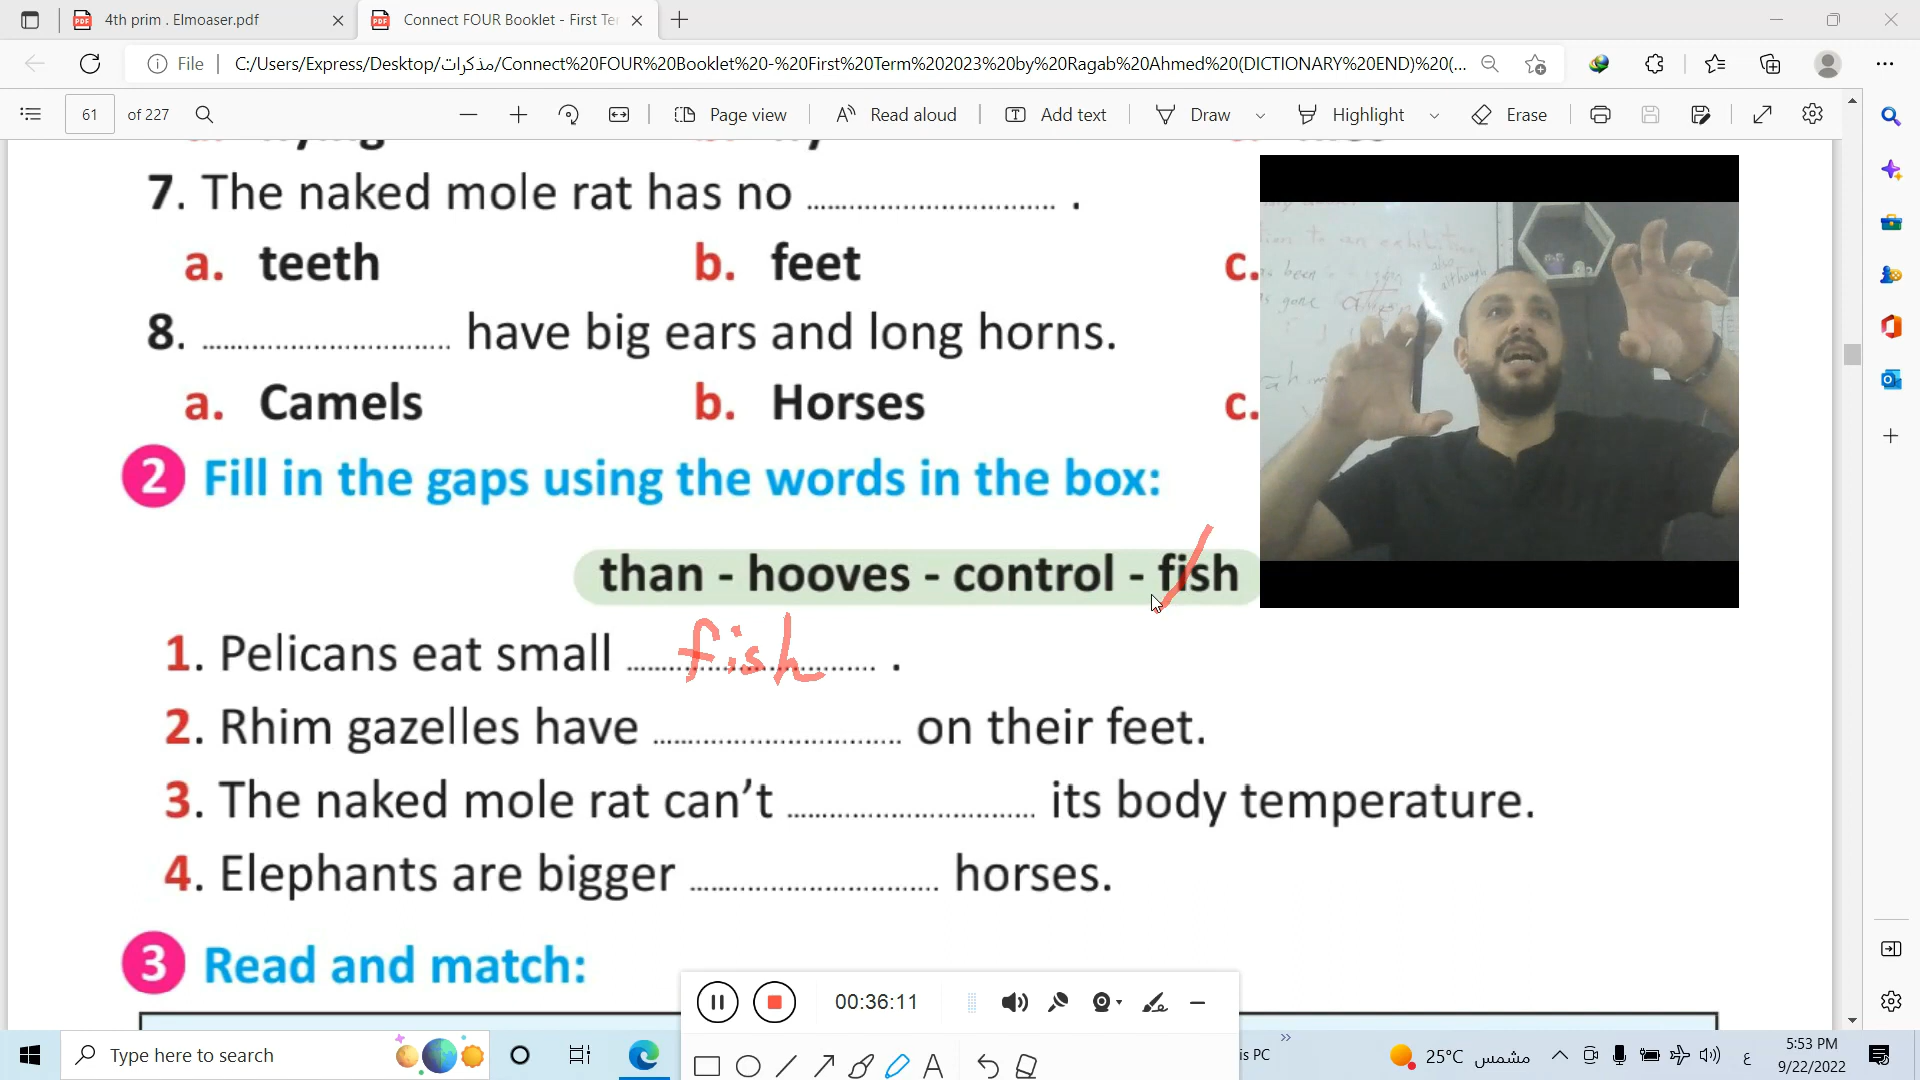 4th prim . Elmoaser.pdf
Connect FOUR Booklet - First Te
File
C:/Users/Express/Desktop/مذكرات/Connect%20FOUR%20Booklet%20-%20First%20Term%202023%20by%20Ragab%20Ahmed%20(DICTIONARY%20END)%20(...
61 of 227
Page view
Read aloud
Add text
Draw
Highlight
Erase
7. The naked mole rat has no .............................. .
a. teeth b. feet c.
8. .............................. have big ears and long horns.
a. Camels b. Horses c.
2 Fill in the gaps using the words in the box:
than - hooves - control - fish
1. Pelicans eat small fish .
2. Rhim gazelles have .............................. on their feet.
3. The naked mole rat can't .............................. its body temperature.
4. Elephants are bigger .............................. horses.
3 Read and match:
00:36:11
Type here to search
is PC
25°C مشمس
ع
5:53 PM
9/22/2022